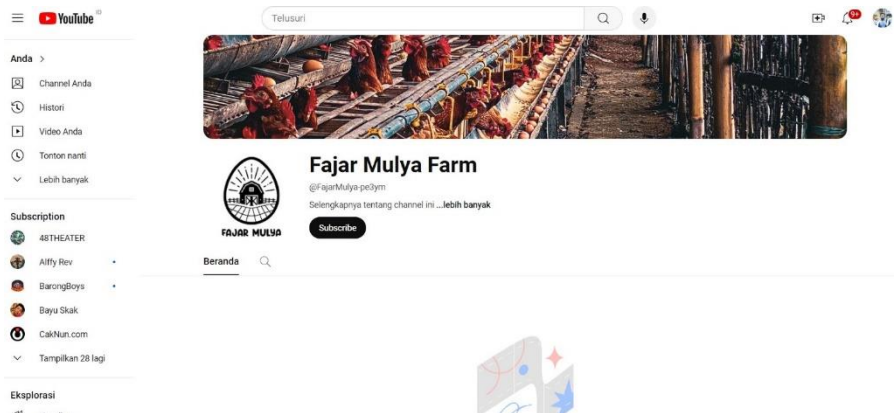 YouTube ID
Telusuri
9+
Anda >
Channel Anda
Histori
Video Anda
Tonton nanti
Lebih banyak
Subscription
48THEATER
Alffy Rev
BarongBoys
Bayu Skak
CakNun.com
Tampilkan 28 lagi
Eksplorasi
FAJAR MULYA
Fajar Mulya Farm
@FajarMulya-pe3ym
Selengkapnya tentang channel ini ...lebih banyak
Subscribe
Beranda